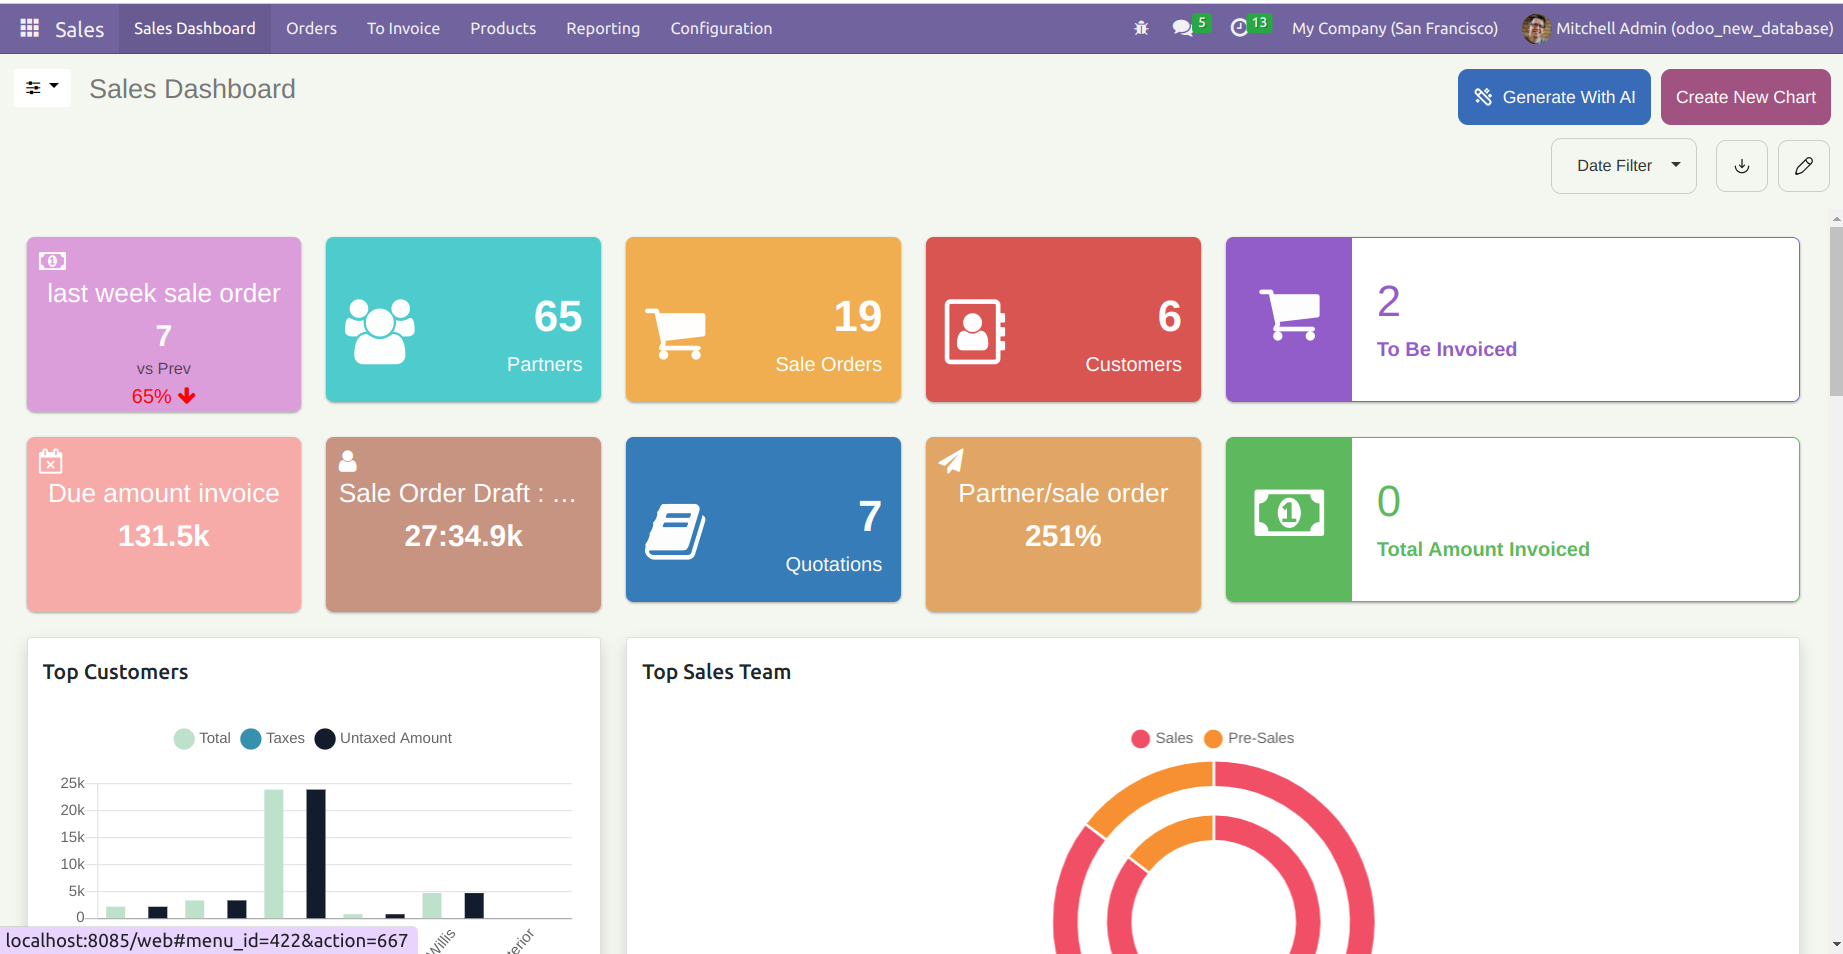 Sales
Sales Dashboard
Orders
To Invoice
Products
Reporting
Configuration
5
13
My Company (San Francisco)
Mitchell Admin (odoo_new_database)
Sales Dashboard
Generate With AI
Create New Chart
Date Filter
last week sale order
7
vs Prev
65%
65
Partners
19
Sale Orders
6
Customers
2
To Be Invoiced
Due amount invoice
131.5k
Sale Order Draft : ...
27:34.9k
7
Quotations
Partner/sale order
251%
1
0
Total Amount Invoiced
Top Customers
Total
Taxes
Untaxed Amount
25k
20k
15k
10k
5k
0
Willis
terior
Top Sales Team
Sales
Pre-Sales
localhost:8085/web#menu_id=422&action=667